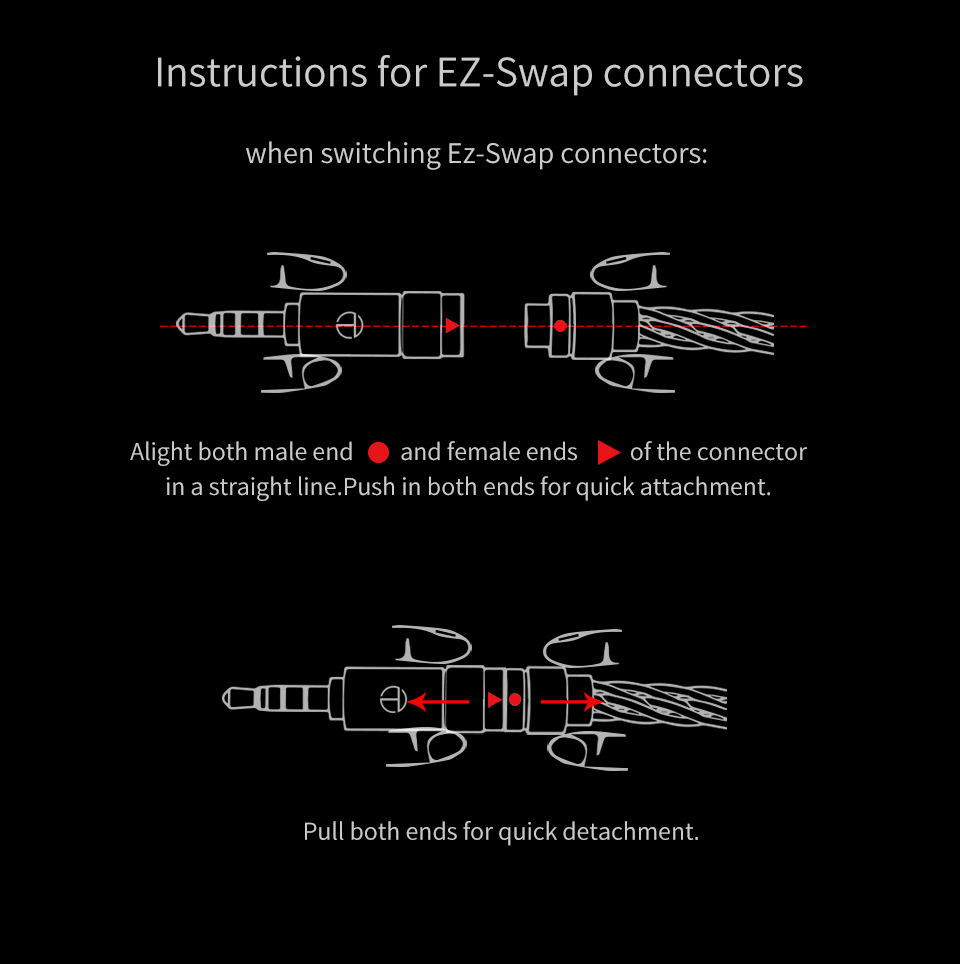 Instructions for EZ-Swap connectors
when switching Ez-Swap connectors:
Alight both male end and female ends of the connector
in a straight line.Push in both ends for quick attachment.
Pull both ends for quick detachment.